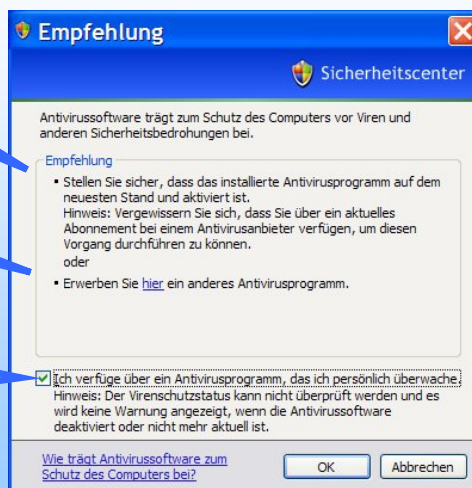 Empfehlung
Sicherheitscenter
Antivirussoftware trägt zum Schutz des Computers vor Viren und
anderen Sicherheitsbedrohungen bei.
Empfehlung
▪ Stellen Sie sicher, dass das installierte Antivirusprogramm auf dem
neuesten Stand und aktiviert ist.
Hinweis: Vergewissern Sie sich, dass Sie über ein aktuelles
Abonnement bei einem Antivirusanbieter verfügen, um diesen
Vorgang durchführen zu können.
oder
▪ Erwerben Sie hier ein anderes Antivirusprogramm.
Ich verfüge über ein Antivirusprogramm, das ich persönlich überwache.
Hinweis: Der Virenschutzstatus kann nicht überprüft werden und es
wird keine Warnung angezeigt, wenn die Antivirussoftware
deaktiviert oder nicht mehr aktuell ist.
Wie trägt Antivirussoftware zum
Schutz des Computers bei?
OK
Abbrechen